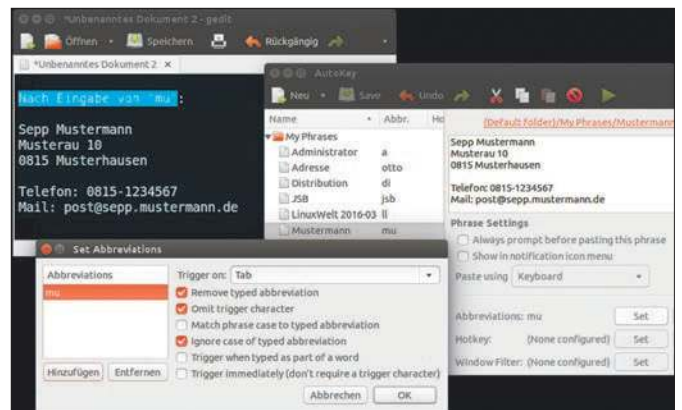 *Unbenanntes Dokument 2 - gedit
Öffnen Speichern Rückgängig
*Unbenanntes Dokument 2 ×
Nach Eingabe von "mu":
Sepp Mustermann
Musterau 10
0815 Musterhausen
Telefon: 0815-1234567
Mail: post@sepp.mustermann.de
AutoKey
Neu Save Undo
Name Abbr. Ho
My Phrases
Administrator a
Adresse otto
Distribution di
JSB jsb
LinuxWelt 2016-03 ll
Mustermann mu
(Default folder)/My Phrases/Mustermann
Sepp Mustermann
Musterau 10
0815 Musterhausen
Telefon: 0815-1234567
Mail: post@sepp.mustermann.de
Phrase Settings
Always prompt before pasting this phrase
Show in notification icon menu
Paste using Keyboard
Abbreviations: mu Set
Hotkey: (None configured) Set
Window Filter: (None configured) Set
Set Abbreviations
Abbreviations
mu
Hinzufügen Entfernen
Trigger on: Tab
Remove typed abbreviation
Omit trigger character
Match phrase case to typed abbreviation
Ignore case of typed abbreviation
Trigger when typed as part of a word
Trigger immediately (don't require a trigger character)
Abbrechen OK